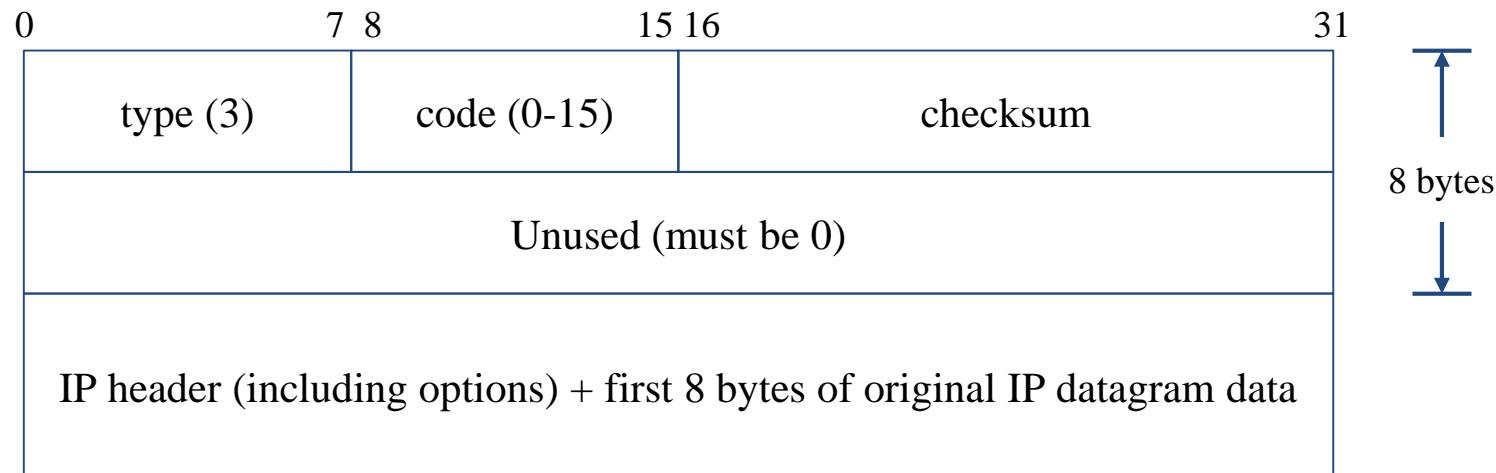 0 7 8 15 16 31
type (3) code (0-15) checksum
8 bytes
Unused (must be 0)
IP header (including options) + first 8 bytes of original IP datagram data